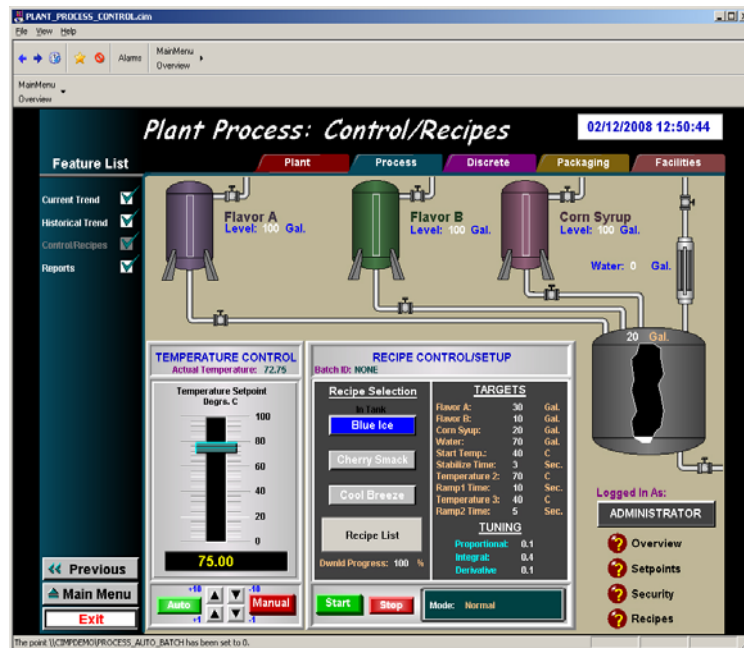 PLANT_PROCESS_CONTROL.cim
File View Help
Alarms
MainMenu
Overview
MainMenu
Overview
Plant Process: Control/Recipes
02/12/2008 12:50:44
Feature List
Plant
Process
Discrete
Packaging
Facilities
Current Trend
Historical Trend
Control/Recipes
Reports
Flavor A
Level: 100 Gal.
Flavor B
Level: 100 Gal.
Corn Syrup
Level: 100 Gal.
Water: 0 Gal.
20 Gal.
TEMPERATURE CONTROL
Actual Temperature: 72.75
Temperature Setpoint
Degrs. C
100
80
60
40
20
0
75.00
+10
-10
Auto
Manual
+1
-1
RECIPE CONTROL/SETUP
Batch ID: NONE
Recipe Selection
In Tank
Blue Ice
Cherry Smack
Cool Breeze
Recipe List
Dwnld Progress: 100 %
TARGETS
Flavor A: 30 Gal.
Flavor B: 10 Gal.
Corn Syup: 20 Gal.
Water: 70 Gal.
Start Temp.: 40 C
Stabilize Time: 3 Sec.
Temperature 2: 70 C
Ramp1 Time: 10 Sec.
Temperature 3: 40 C
Ramp2 Time: 5 Sec.
TUNING
Proportional: 0.1
Integral: 0.4
Derivative 0.1
Start
Stop
Mode: Normal
Logged In As:
ADMINISTRATOR
? Overview
? Setpoints
? Security
? Recipes
<< Previous
Main Menu
Exit
The point \\CIMPDEMO\PROCESS_AUTO_BATCH has been set to 0.